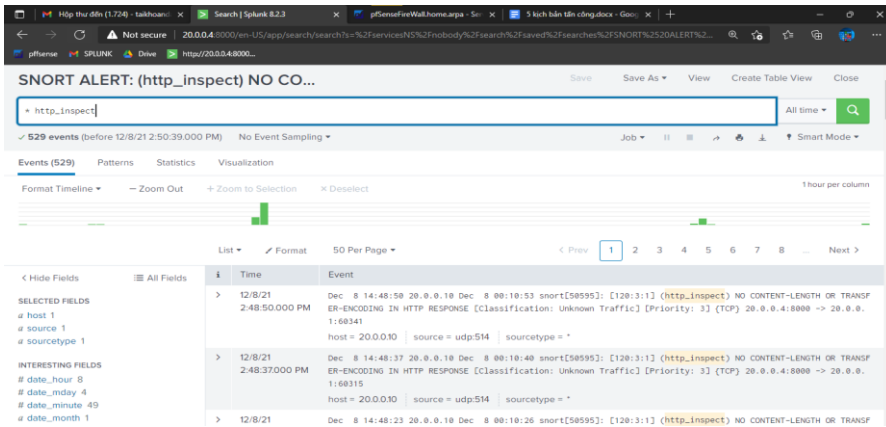 Hộp thư đến (1.724) - taikhoand
Search | Splunk 8.2.3
pfSenseFireWall.home.arpa - Ser
5 kịch bản tấn công.docx - Goog
Not secure | 20.0.0.4:8000/en-US/app/search/search?s=%2FservicesNS%2Fnobody%2Fsearch%2Fsaved%2Fsearches%2FSNORT%2520ALERT%2...
pffsense
SPLUNK
Drive
http://20.0.0.4:8000...
SNORT ALERT: (http_inspect) NO CO...
Save
Save As
View
Create Table View
Close
* http_inspect
All time
529 events (before 12/8/21 2:50:39.000 PM)
No Event Sampling
Job
Smart Mode
Events (529)
Patterns
Statistics
Visualization
Format Timeline
— Zoom Out
+ Zoom to Selection
× Deselect
1 hour per column
List
Format
50 Per Page
< Prev
1 2 3 4 5 6 7 8 ...
Next >
< Hide Fields
All Fields
i
Time
Event
SELECTED FIELDS
a host 1
a source 1
a sourcetype 1
INTERESTING FIELDS
# date_hour 8
# date_mday 4
# date_minute 49
a date_month 1
> 12/8/21
2:48:50.000 PM
Dec 8 14:48:50 20.0.0.10 Dec 8 00:10:53 snort[50595]: [120:3:1] (http_inspect) NO CONTENT-LENGTH OR TRANSF
ER-ENCODING IN HTTP RESPONSE [Classification: Unknown Traffic] [Priority: 3] {TCP} 20.0.0.4:8000 -> 20.0.0.
1:60341
host = 20.0.0.10
source = udp:514
sourcetype = *
> 12/8/21
2:48:37.000 PM
Dec 8 14:48:37 20.0.0.10 Dec 8 00:10:40 snort[50595]: [120:3:1] (http_inspect) NO CONTENT-LENGTH OR TRANSF
ER-ENCODING IN HTTP RESPONSE [Classification: Unknown Traffic] [Priority: 3] {TCP} 20.0.0.4:8000 -> 20.0.0.
1:60315
host = 20.0.0.10
source = udp:514
sourcetype = *
> 12/8/21
Dec 8 14:48:23 20.0.0.10 Dec 8 00:10:26 snort[50595]: [120:3:1] (http_inspect) NO CONTENT-LENGTH OR TRANSF